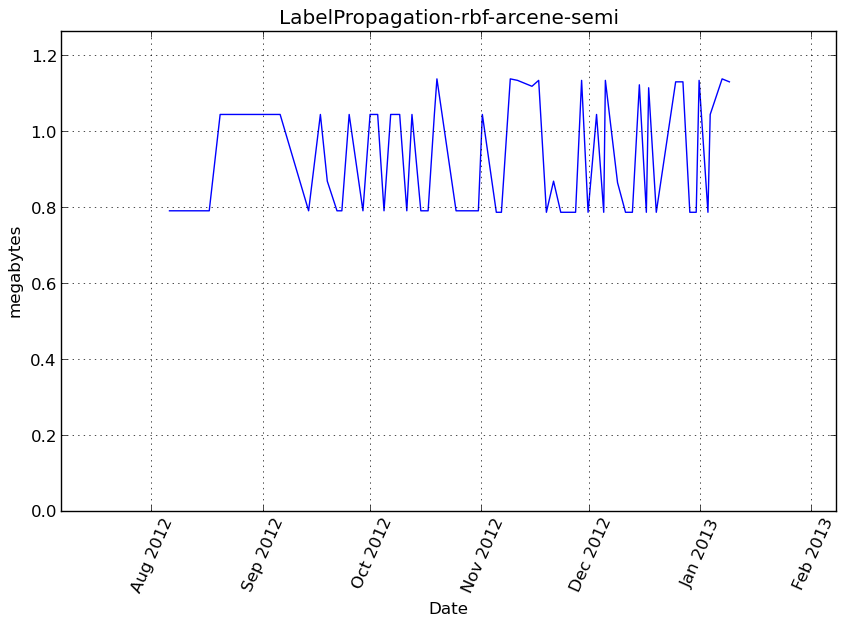 LabelPropagation-rbf-arcene-semi
1.2
1.0
0.8
0.6
0.4
0.2
0.0
megabytes
Aug 2012
Sep 2012
Oct 2012
Nov 2012
Dec 2012
Jan 2013
Feb 2013
Date